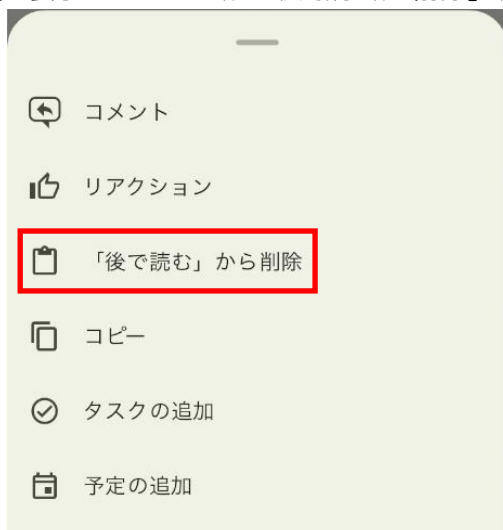 コメント
リアクション
「後で読む」から削除
コピー
タスクの追加
予定の追加